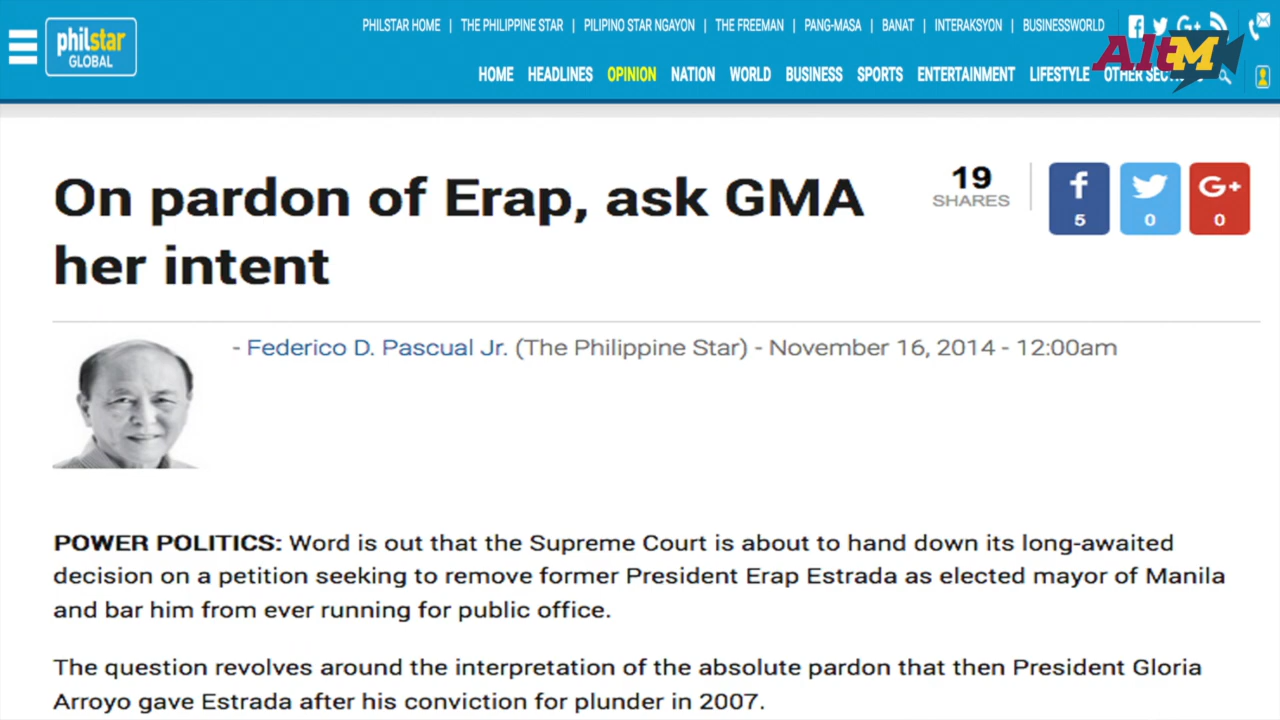 PHILSTAR HOME | THE PHILIPPINE STAR | PILIPINO STAR NGAYON | THE FREEMAN | PANG-MASA | BANAT | INTERAKSYON | BUSINESSWORLD
philstar
GLOBAL
AltM
HOME HEADLINES OPINION NATION WORLD BUSINESS SPORTS ENTERTAINMENT LIFESTYLE OTHER
On pardon of Erap, ask GMA
her intent
19
SHARES
f
5
0
G+
0
- Federico D. Pascual Jr. (The Philippine Star) - November 16, 2014 - 12:00am
POWER POLITICS: Word is out that the Supreme Court is about to hand down its long-awaited
decision on a petition seeking to remove former President Erap Estrada as elected mayor of Manila
and bar him from ever running for public office.
The question revolves around the interpretation of the absolute pardon that then President Gloria
Arroyo gave Estrada after his conviction for plunder in 2007.